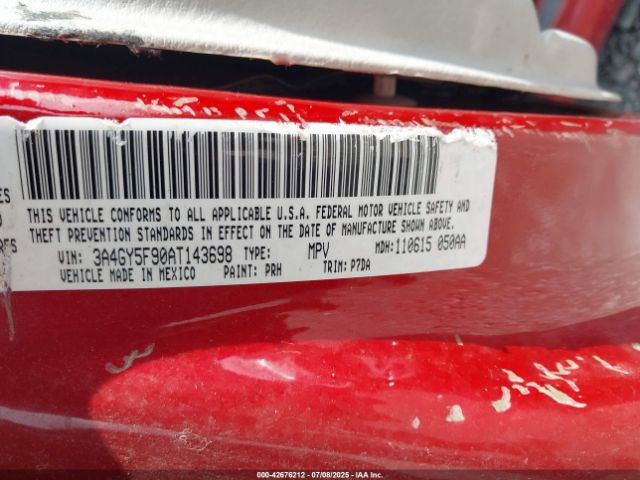 ES
THIS VEHICLE CONFORMS TO ALL APPLICABLE U.S.A. FEDERAL MOTOR VEHICLE SAFETY AND
THEFT PREVENTION STANDARDS IN EFFECT ON THE DATE OF MANUFACTURE SHOWN ABOVE.
VIN: 3A4GY5F90AT143698 TYPE: MPV MDH:110615 050AA
VEHICLE MADE IN MEXICO PAINT: PRH TRIM: P7DA
000-42676212 - 07/08/2025 - IAA Inc.